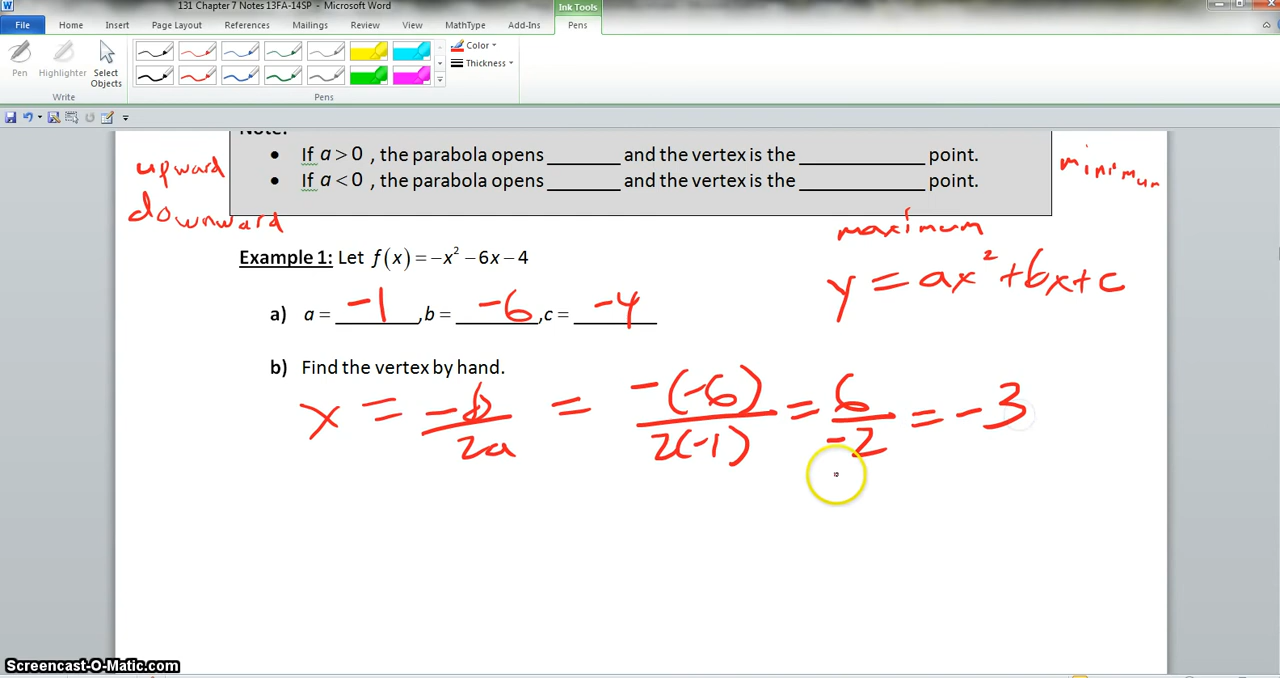 131 Chapter 7 Notes 13FA-14SP - Microsoft Word
Ink Tools
File Home Insert Page Layout References Mailings Review View MathType Add-Ins Pens
Pen Highlighter Select Objects
Color
Thickness
Write Pens
Note:
upward • If a > 0 , the parabola opens _______ and the vertex is the ____________ point. minimum
downward • If a < 0 , the parabola opens _______ and the vertex is the ____________ point.
maximum
Example 1: Let f(x) = −x² − 6x − 4
y = ax² + bx + c
a) a = -1 , b = -6 , c = -4
b) Find the vertex by hand.
x = -b/2a = -(-6)/2(-1) = 6/-2 = -3
Screencast-O-Matic.com